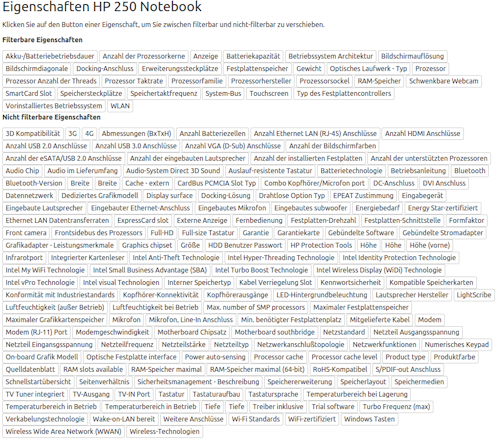 Eigenschaften HP 250 Notebook
Klicken Sie auf den Button einer Eigenschaft, um Sie zwischen filterbar und nicht-filterbar zu verschieben.
Filterbare Eigenschaften
Akku-/Batteriebetriebsdauer Anzahl der Prozessorkerne Anzeige Batteriekapazität Betriebssystem Architektur Bildschirmauflösung
Bildschirmdiagonale Docking-Anschluss Erweiterungssteckplätze Festplattenspeicher Gewicht Optisches Laufwerk - Typ Prozessor
Prozessor Anzahl der Threads Prozessor Taktrate Prozessorfamilie Prozessorhersteller Prozessorsockel RAM-Speicher Schwenkbare Webcam
SmartCard Slot Speichersteckplätze Speichertaktfrequenz System-Bus Touchscreen Typ des Festplattencontrollers
Vorinstalliertes Betriebssystem WLAN
Nicht filterbare Eigenschaften
3D Kompatibilität 3G 4G Abmessungen (BxTxH) Anzahl Batteriezellen Anzahl Ethernet LAN (RJ-45) Anschlüsse Anzahl HDMI Anschlüsse
Anzahl USB 2.0 Anschlüsse Anzahl USB 3.0 Anschlüsse Anzahl VGA (D-Sub) Anschlüsse Anzahl der Bildschirmfarben
Anzahl der eSATA/USB 2.0 Anschlüsse Anzahl der eingebauten Lautsprecher Anzahl der installierten Festplatten Anzahl der unterstützten Prozessoren
Audio Chip Audio im Lieferumfang Audio-System Direct 3D Sound Auslauf-resistente Tastatur Batterietechnologie Betriebsanleitung Bluetooth
Bluetooth-Version Breite Breite Cache - extern CardBus PCMCIA Slot Typ Combo Kopfhörer/Microfon port DC-Anschluss DVI Anschluss
Datennetzwerk Dediziertes Grafikmodell Display surface Docking-Lösung Drahtlose Option Typ EPEAT Zustimmung Eingabegerät
Eingebaute Lautsprecher Eingebauter Ethernet-Anschluss Eingebautes Mikrofon Eingebautes subwoofer Energiebedarf Energy Star-zertifiziert
Ethernet LAN Datentransferraten ExpressCard slot Externe Anzeige Fernbedienung Festplatten-Drehzahl Festplatten-Schnittstelle Formfaktor
Front camera Frontsidebus des Prozessors Full-HD Full-size Tastatur Garantie Garantiekarte Gebündelte Software Gebündelte Stromadapter
Grafikadapter - Leistungsmerkmale Graphics chipset Größe HDD Benutzer Passwort HP Protection Tools Höhe Höhe Höhe (vorne)
Infrarotport Integrierter Kartenleser Intel Anti-Theft Technologie Intel Hyper-Threading Technologie Intel Identity Protection Technologie
Intel My WiFi Technologie Intel Small Business Advantage (SBA) Intel Turbo Boost Technologie Intel Wireless Display (WiDi) Technologie
Intel vPro Technologie Intel visual Technologien Interner Speichertyp Kabel Verriegelung Slot Kennwortsicherheit Kompatible Speicherkarten
Konformität mit Industriestandards Kopfhörer-Konnektivität Kopfhörerausgänge LED-Hintergrundbeleuchtung Lautsprecher Hersteller LightScribe
Luftfeuchtigkeit (außer Betrieb) Luftfeuchtigkeit bei Betrieb Max. number of SMP processors Maximaler Festplattenspeicher
Maximaler Grafikkartenspeicher Mikrofon Mikrofon, Line-In Anschluss Min. benötigter Festplattenplatz Mitgelieferte Kabel Modem
Modem (RJ-11) Port Modemgeschwindigkeit Motherboard Chipsatz Motherboard southbridge Netzstandard Netzteil Ausgangsspannung
Netzteil Eingangsspannung Netzteilfrequenz Netzteilstärke Netzteiltyp Netzwerkanschlußtopologie Netzwerkfunktionen Numerisches Keypad
On-board Grafik Modell Optische Festplatte interface Power auto-sensing Processor cache Processor cache level Product type Produktfarbe
Quelldatenblatt RAM slots available RAM-Speicher maximal RAM-Speicher maximal (64-bit) RoHS-Kompatibel S/PDIF-out Anschluss
Schnellstartübersicht Seitenverhältnis Sicherheitsmanagement - Beschreibung Speichererweiterung Speicherlayout Speichermedien
TV Tuner integriert TV-Ausgang TV-IN Port Tastatur Tastaturaufbau Tastatursprache Temperaturbereich bei Lagerung
Temperaturbereich in Betrieb Temperaturbereich in Betrieb Tiefe Tiefe Treiber inklusive Trial software Turbo Frequenz (max)
Verkabelungstechnologie Wake-on-LAN bereit Weitere Anschlüsse Wi-Fi Standards WiFi-zertifiziert Windows Tasten
Wireless Wide Area Network (WWAN) Wireless-Technologien